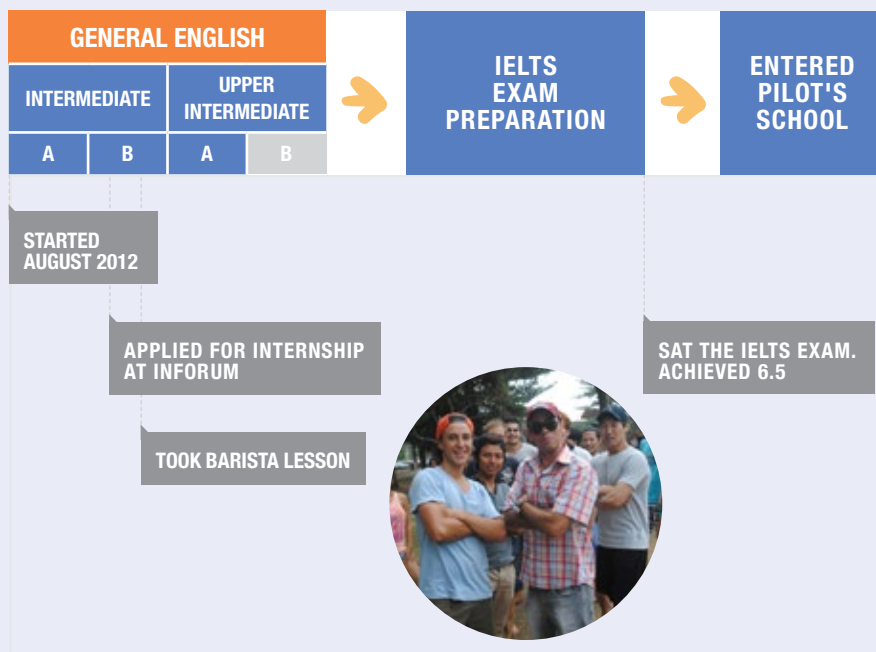 GENERAL ENGLISH
INTERMEDIATE
UPPER
INTERMEDIATE
A
B
A
B
IELTS
EXAM
PREPARATION
ENTERED
PILOT'S
SCHOOL
STARTED
AUGUST 2012
APPLIED FOR INTERNSHIP
AT INFORUM
TOOK BARISTA LESSON
SAT THE IELTS EXAM.
ACHIEVED 6.5